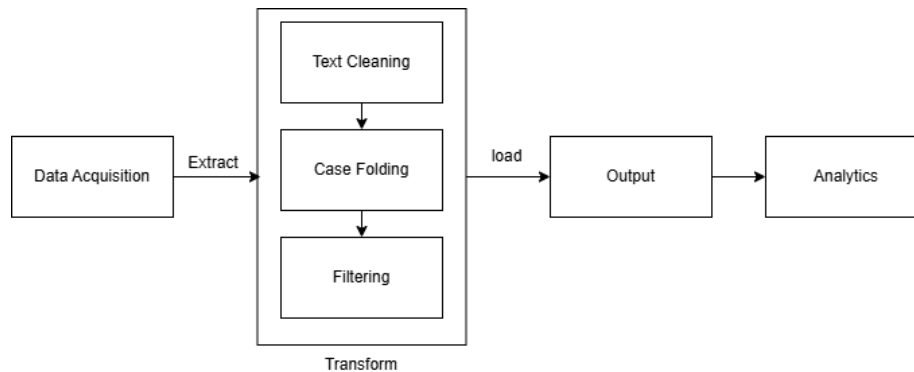 Text Cleaning
Data Acquisition
Extract
Case Folding
load
Output
Analytics
Filtering
Transform